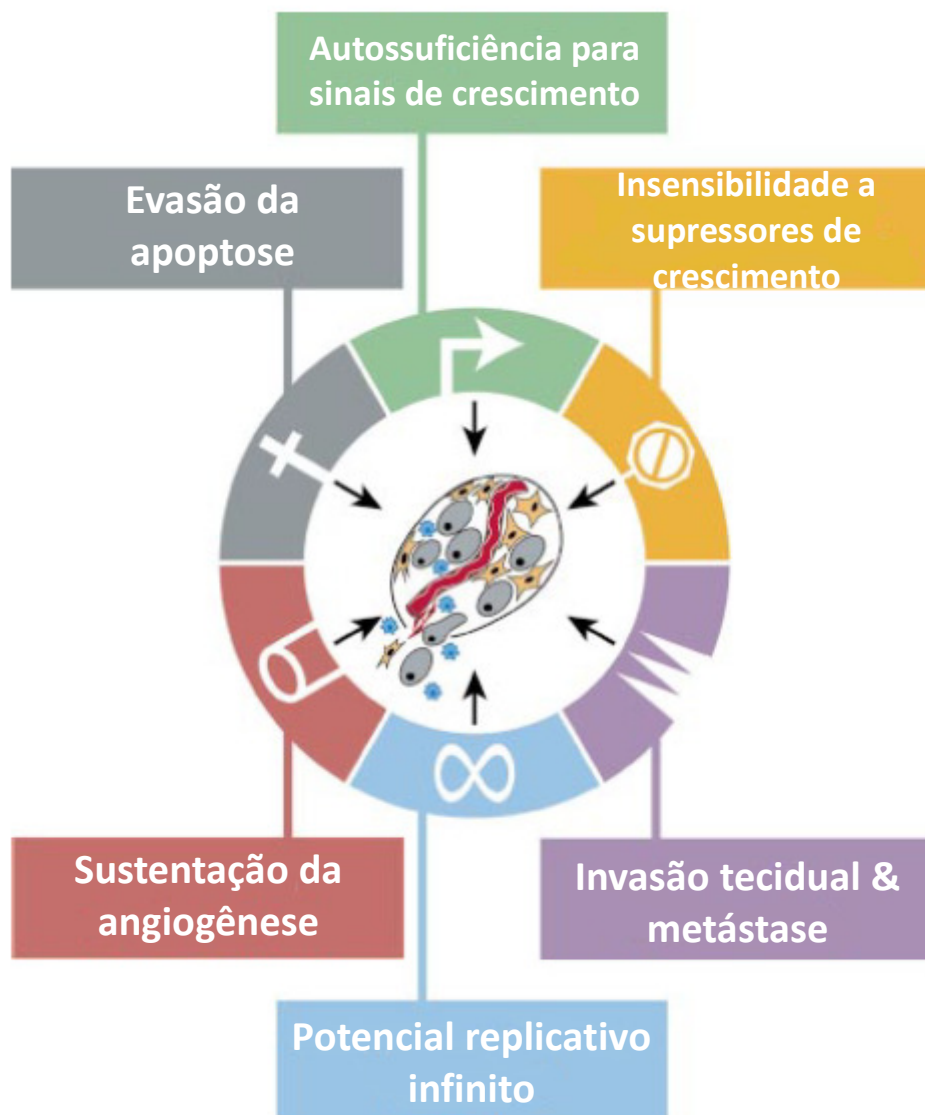 Autossuficiência para
sinais de crescimento
Evasão da
apoptose
Insensibilidade a
supressores de
crescimento
Sustentação da
angiogênese
Invasão tecidual &
metástase
Potencial replicativo
infinito